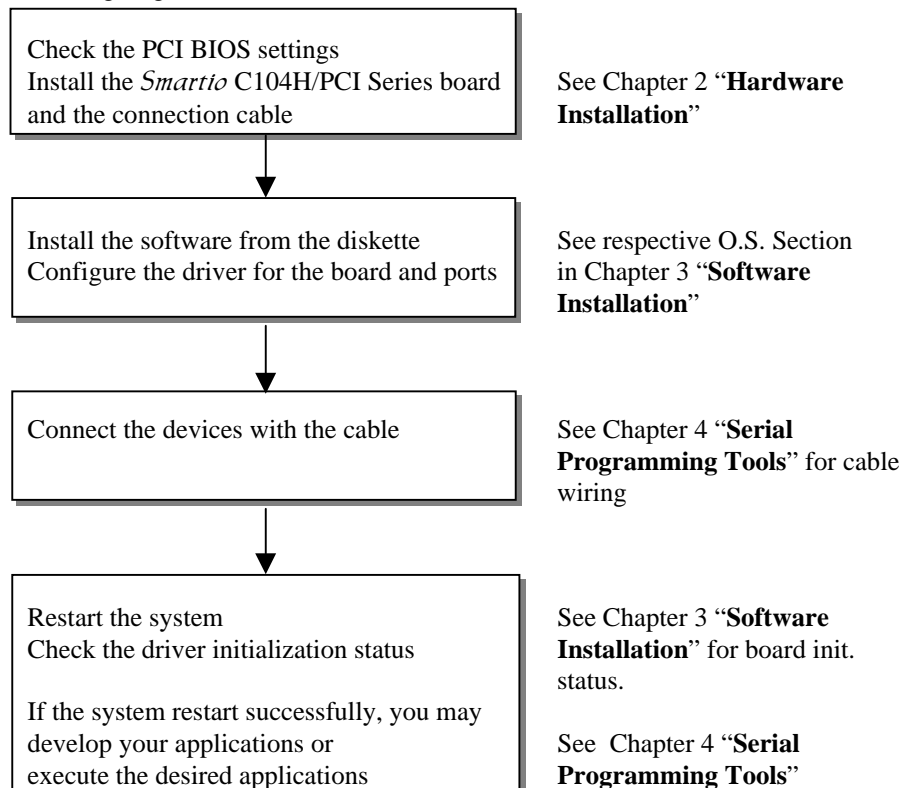 Check the PCI BIOS settings
Install the Smartio C104H/PCI Series board
and the connection cable
See Chapter 2 “Hardware
Installation”
Install the software from the diskette
Configure the driver for the board and ports
See respective O.S. Section
in Chapter 3 “Software
Installation”
Connect the devices with the cable
See Chapter 4 “Serial
Programming Tools” for cable
wiring
Restart the system
Check the driver initialization status
If the system restart successfully, you may
develop your applications or
execute the desired applications
See Chapter 3 “Software
Installation” for board init.
status.
See Chapter 4 “Serial
Programming Tools”